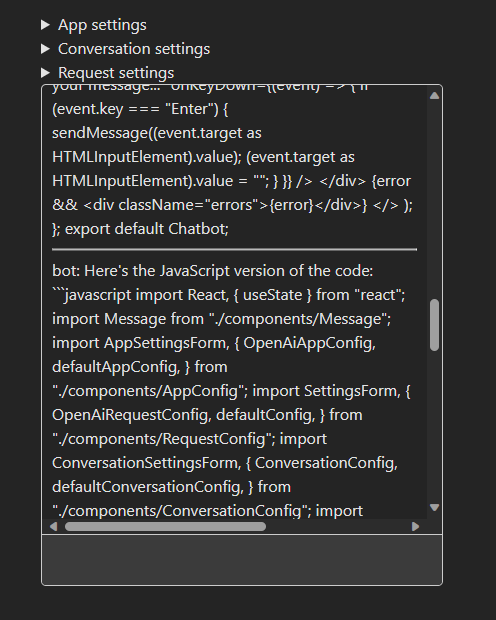 App settings
Conversation settings
Request settings
your message..." onKeyDown={(event) => { if
(event.key === "Enter") {
sendMessage((event.target as
HTMLInputElement).value); (event.target as
HTMLInputElement).value = ""; } }} /> </div> {error
&& <div className="errors">{error}</div>} </> );
}; export default Chatbot;
bot: Here's the JavaScript version of the code:
```javascript import React, { useState } from "react";
import Message from "./components/Message";
import AppSettingsForm, { OpenAiAppConfig,
defaultAppConfig, } from
"./components/AppConfig"; import SettingsForm, {
OpenAiRequestConfig, defaultConfig, } from
"./components/RequestConfig"; import
ConversationSettingsForm, { ConversationConfig,
defaultConversationConfig, } from
"./components/ConversationConfig"; import